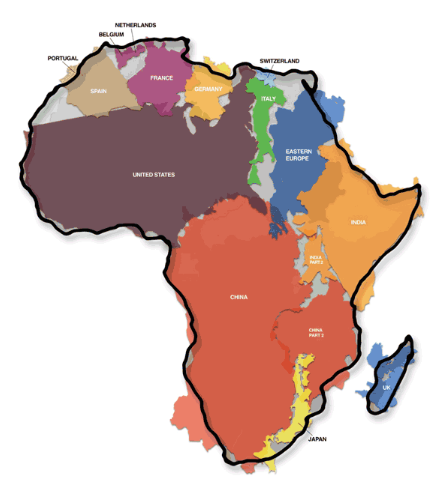 NETHERLANDS
BELGIUM
PORTUGAL
SWITZERLAND
SPAIN
FRANCE
GERMANY
ITALY
EASTERN
EUROPE
UNITED STATES
INDIA
INDIA
PART 2
CHINA
CHINA
PART 2
UK
JAPAN